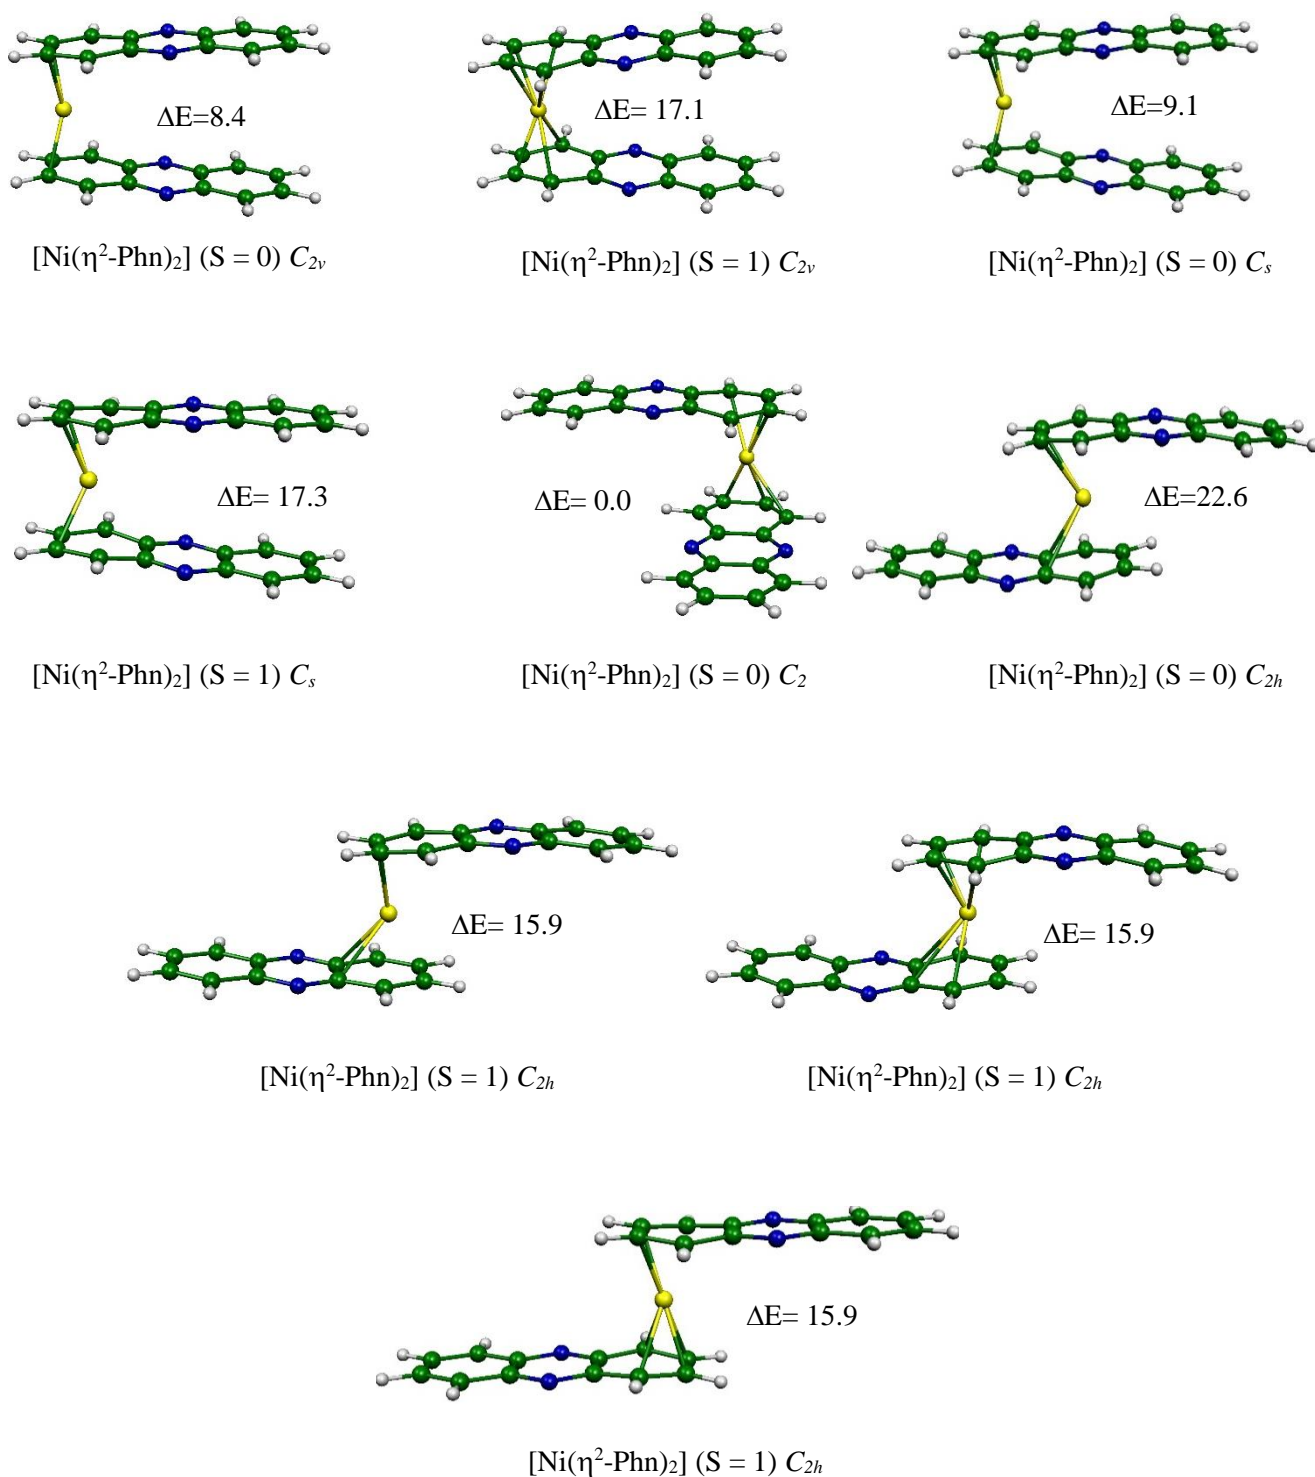 ΔE=8.4
ΔE= 17.1
ΔE=9.1
[Ni(η²-Phn)₂] (S = 0) C₂ᵥ
[Ni(η²-Phn)₂] (S = 1) C₂ᵥ
[Ni(η²-Phn)₂] (S = 0) Cₛ
ΔE= 17.3
ΔE= 0.0
ΔE=22.6
[Ni(η²-Phn)₂] (S = 1) Cₛ
[Ni(η²-Phn)₂] (S = 0) C₂
[Ni(η²-Phn)₂] (S = 0) C₂ₕ
ΔE= 15.9
ΔE= 15.9
[Ni(η²-Phn)₂] (S = 1) C₂ₕ
[Ni(η²-Phn)₂] (S = 1) C₂ₕ
ΔE= 15.9
[Ni(η²-Phn)₂] (S = 1) C₂ₕ